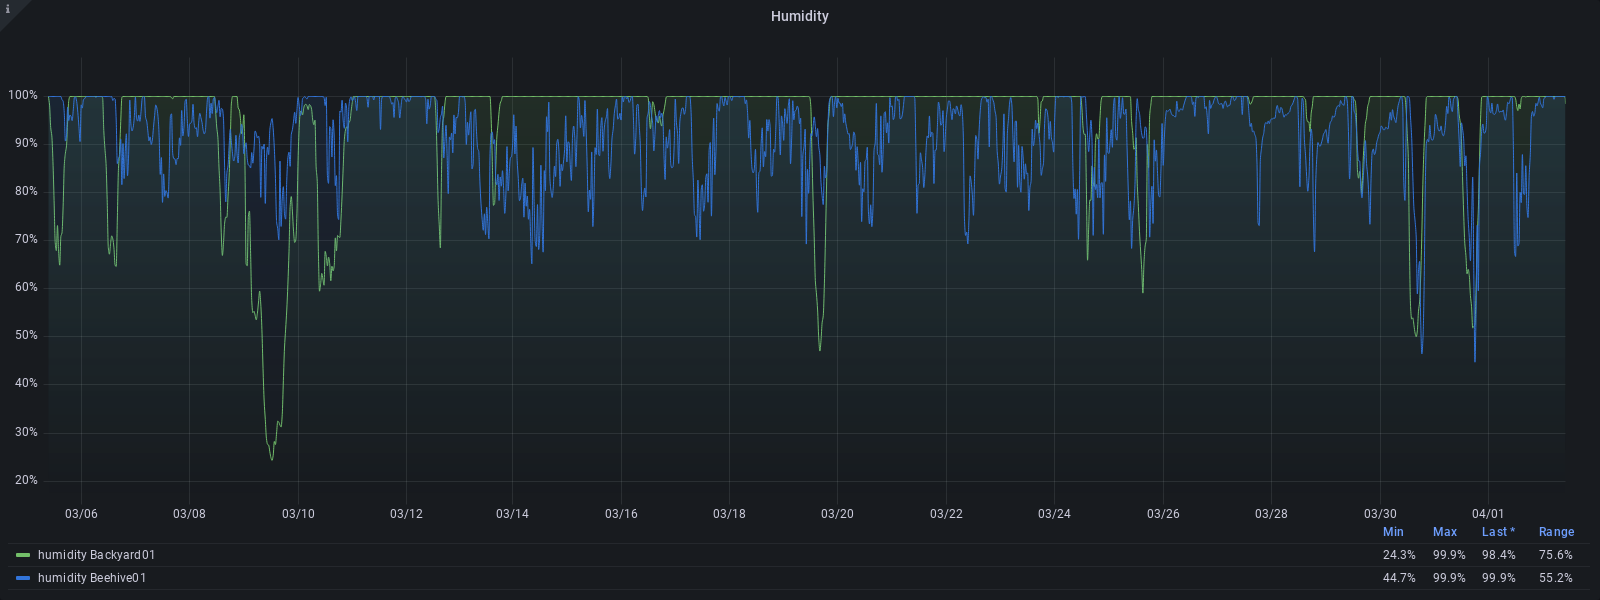 i
Humidity
100%
90%
80%
70%
60%
50%
40%
30%
20%
03/06 03/08 03/10 03/12 03/14 03/16 03/18 03/20 03/22 03/24 03/26 03/28 03/30 04/01
Min Max Last * Range
humidity Backyard01 24.3% 99.9% 98.4% 75.6%
humidity Beehive01 44.7% 99.9% 99.9% 55.2%